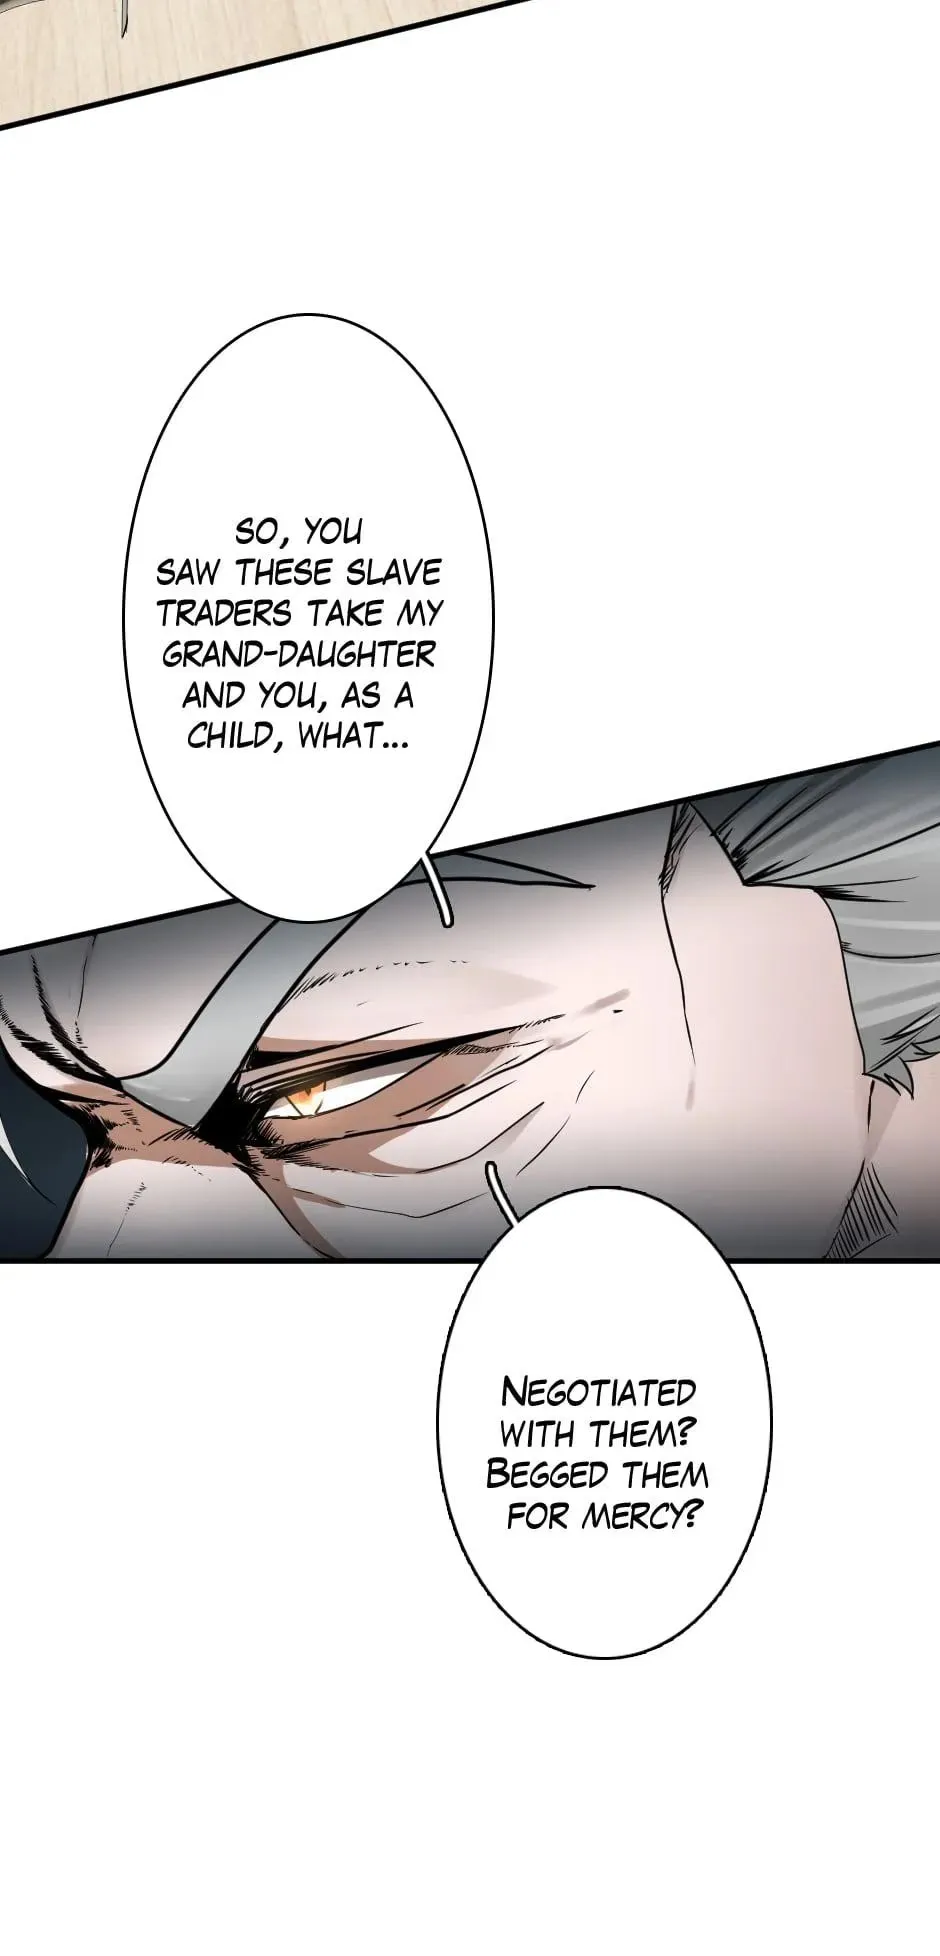 SO, YOU
SAW THESE SLAVE
TRADERS TAKE MY
GRAND-DAUGHTER
AND YOU, AS A
CHILD, WHAT...
NEGOTIATED
WITH THEM?
BEGGED THEM
FOR MERCY?